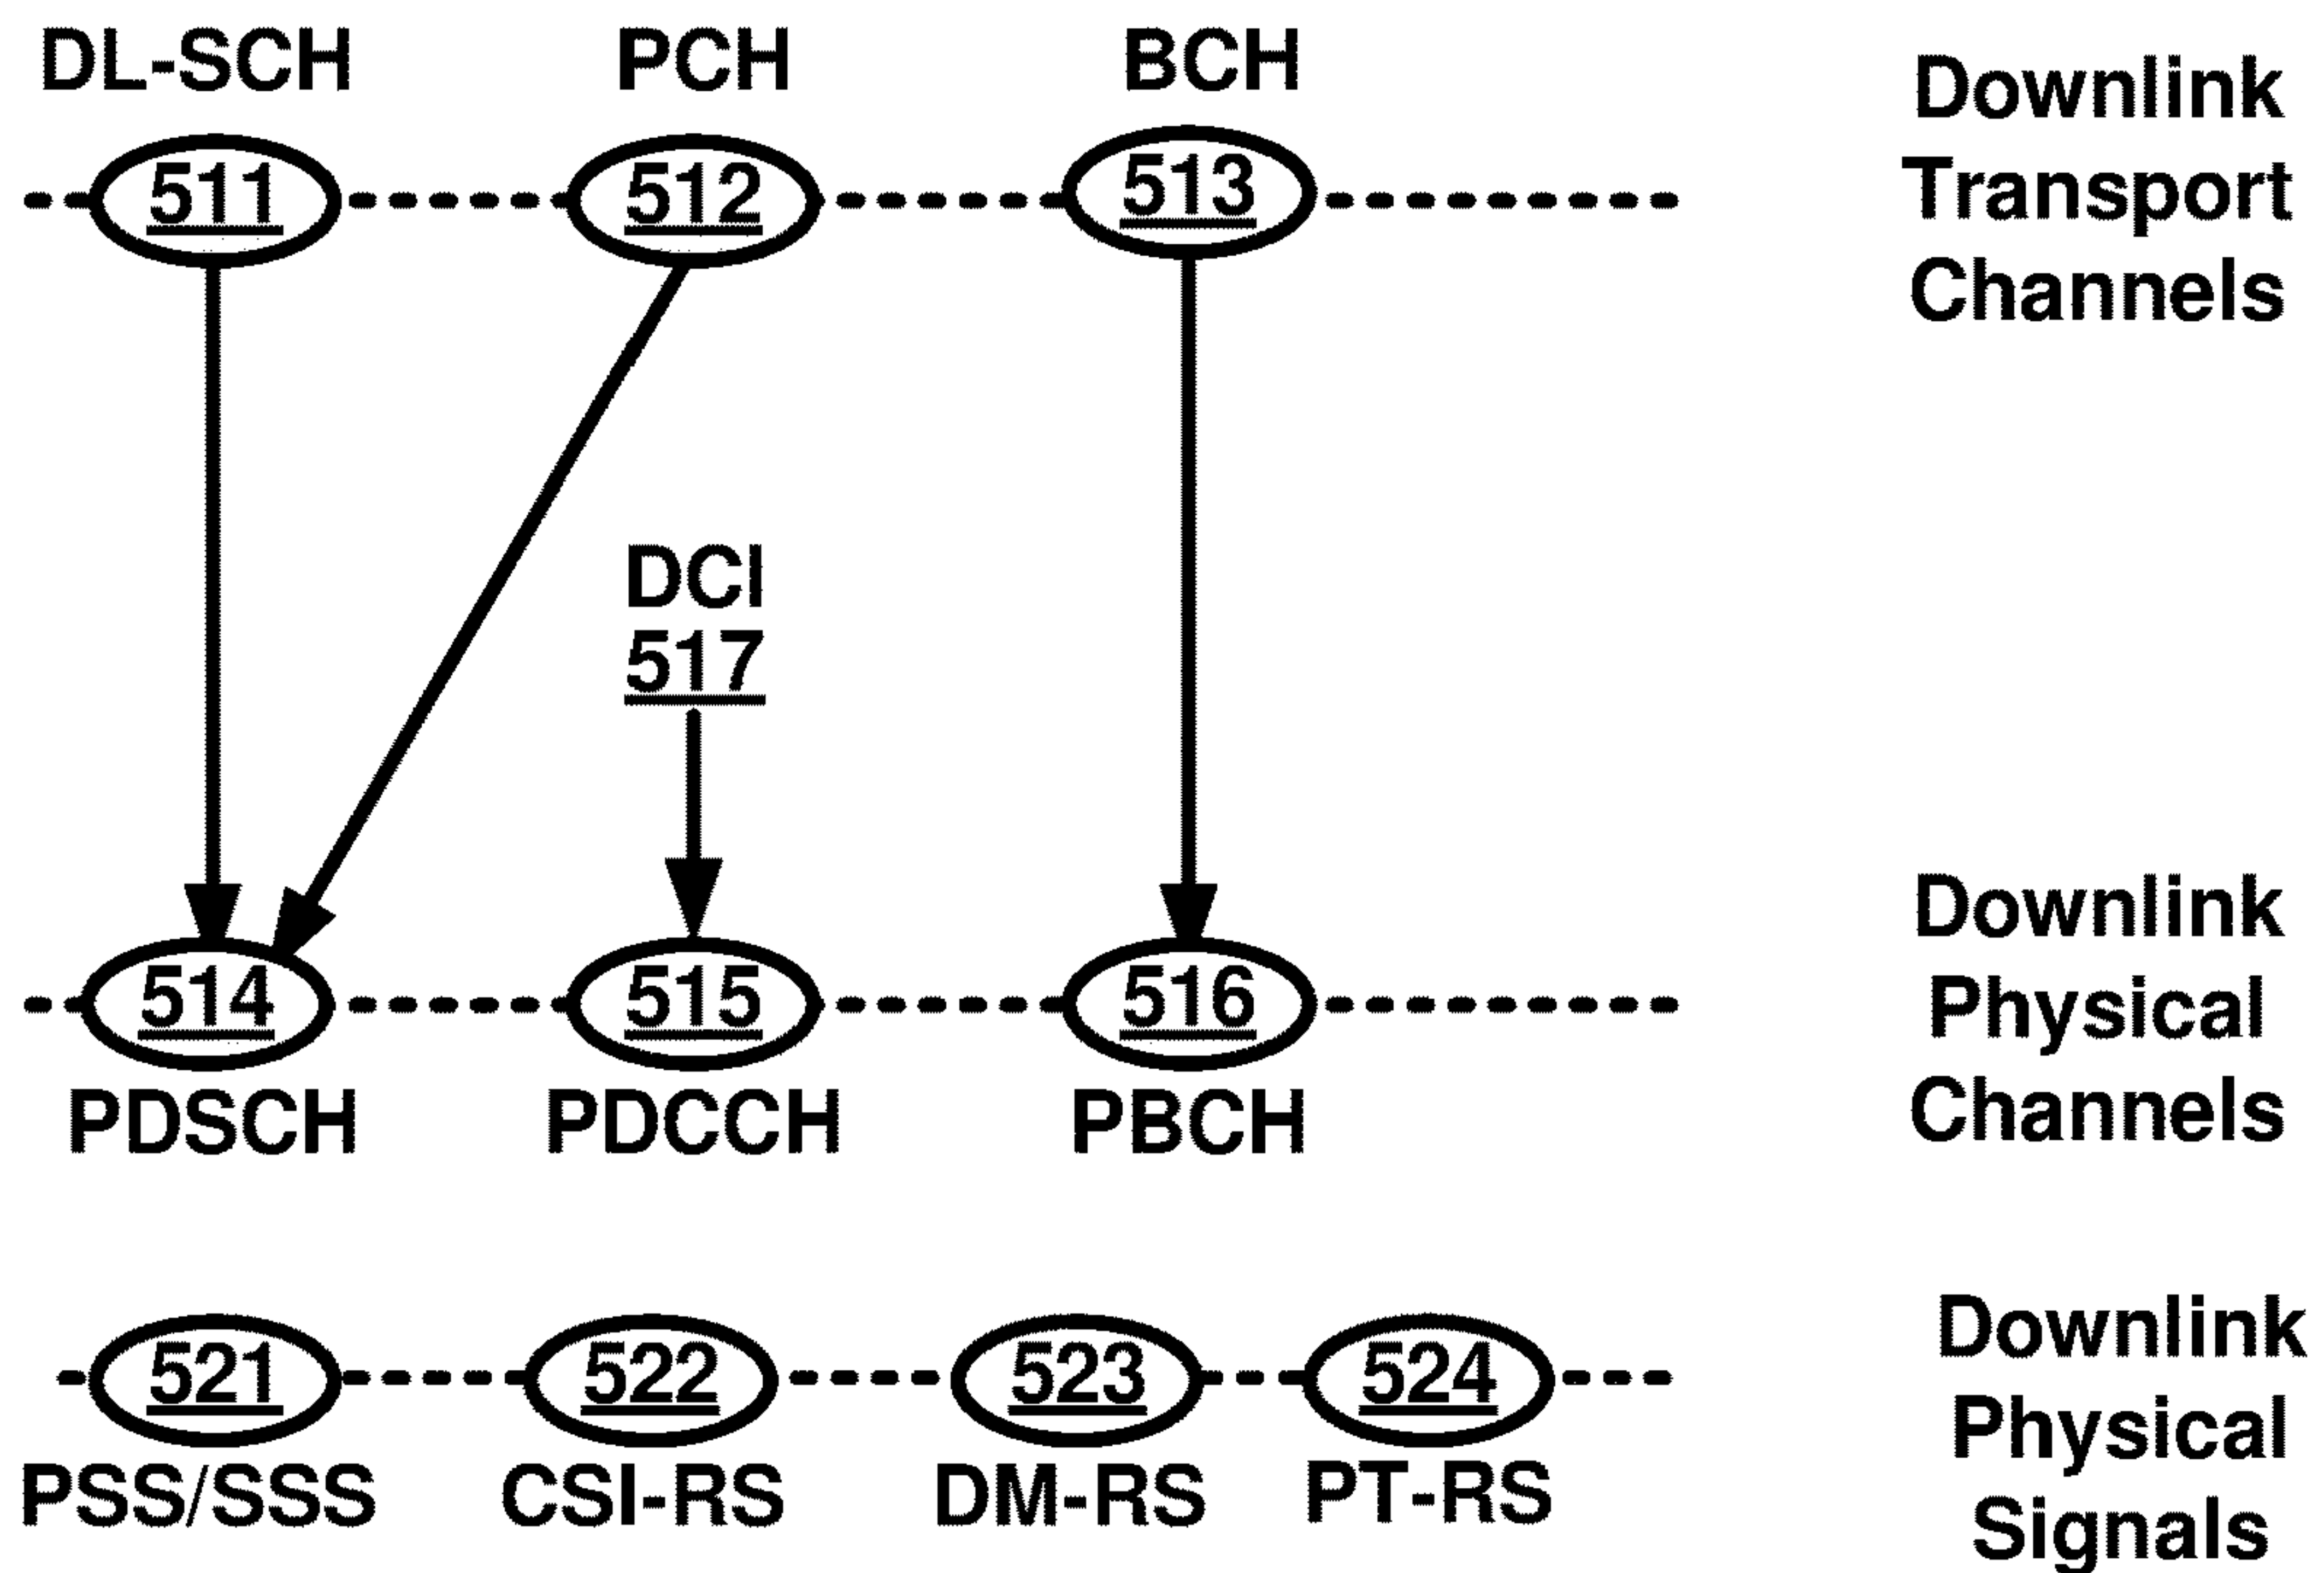 DL-SCH
PCH
BCH
511
512
513
Downlink
Transport
Channels
DCI
517
514
515
516
PDSCH
PDCCH
PBCH
Downlink
Physical
Channels
521
522
523
524
PSS/SSS
CSI-RS
DM-RS
PT-RS
Downlink
Physical
Signals